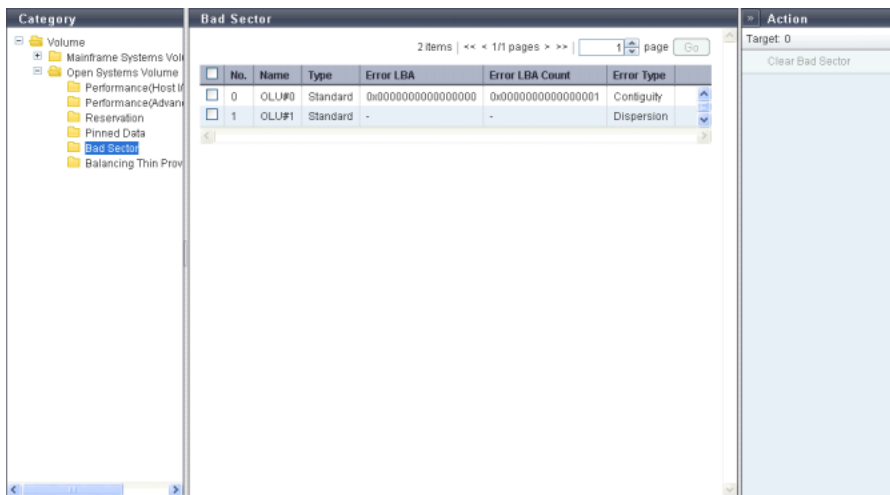 Category
Volume
Mainframe Systems Vol
Open Systems Volume
Performance(Host I/
Performance(Advan
Reservation
Pinned Data
Bad Sector
Balancing Thin Prov
Bad Sector
2 items | << < 1/1 pages > >> | 1 page Go
No. Name Type Error LBA Error LBA Count Error Type
0 OLU#0 Standard 0x0000000000000000 0x0000000000000001 Contiguity
1 OLU#1 Standard - - Dispersion
» Action
Target: 0
Clear Bad Sector